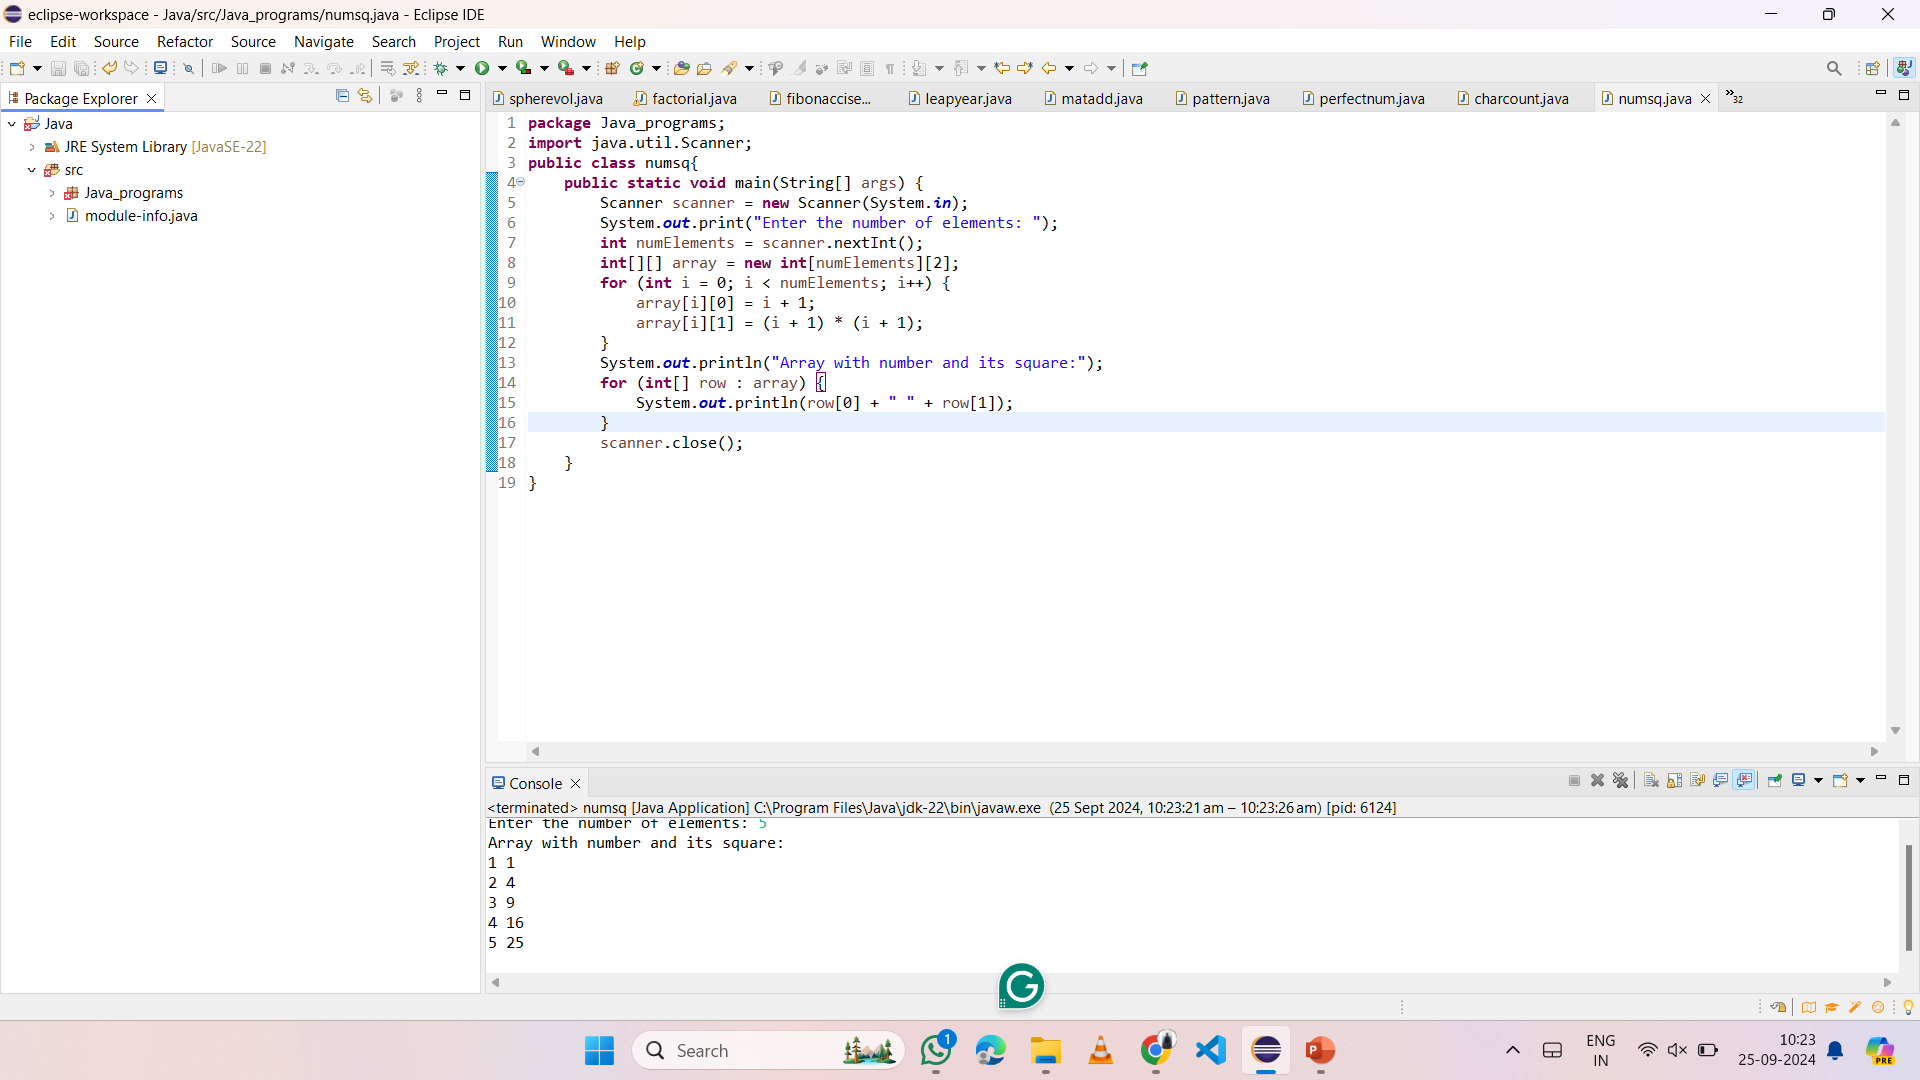 eclipse-workspace - Java/src/Java_programs/numsq.java - Eclipse IDE
File Edit Source Refactor Source Navigate Search Project Run Window Help
Package Explorer
Java
JRE System Library [JavaSE-22]
src
Java_programs
module-info.java
spherevol.java factorial.java fibonaccise... leapyear.java matadd.java pattern.java perfectnum.java charcount.java numsq.java »32
1 package Java_programs;
2 import java.util.Scanner;
3 public class numsq{
4     public static void main(String[] args) {
5         Scanner scanner = new Scanner(System.in);
6         System.out.print("Enter the number of elements: ");
7         int numElements = scanner.nextInt();
8         int[][] array = new int[numElements][2];
9         for (int i = 0; i < numElements; i++) {
10             array[i][0] = i + 1;
11             array[i][1] = (i + 1) * (i + 1);
12         }
13         System.out.println("Array with number and its square:");
14         for (int[] row : array) {
15             System.out.println(row[0] + " " + row[1]);
16         }
17         scanner.close();
18     }
19 }
Console
<terminated> numsq [Java Application] C:\Program Files\Java\jdk-22\bin\javaw.exe (25 Sept 2024, 10:23:21 am – 10:23:26 am) [pid: 6124]
Enter the number of elements: 5
Array with number and its square:
1 1
2 4
3 9
4 16
5 25
Search
1
ENG
IN
10:23
25-09-2024
PRE